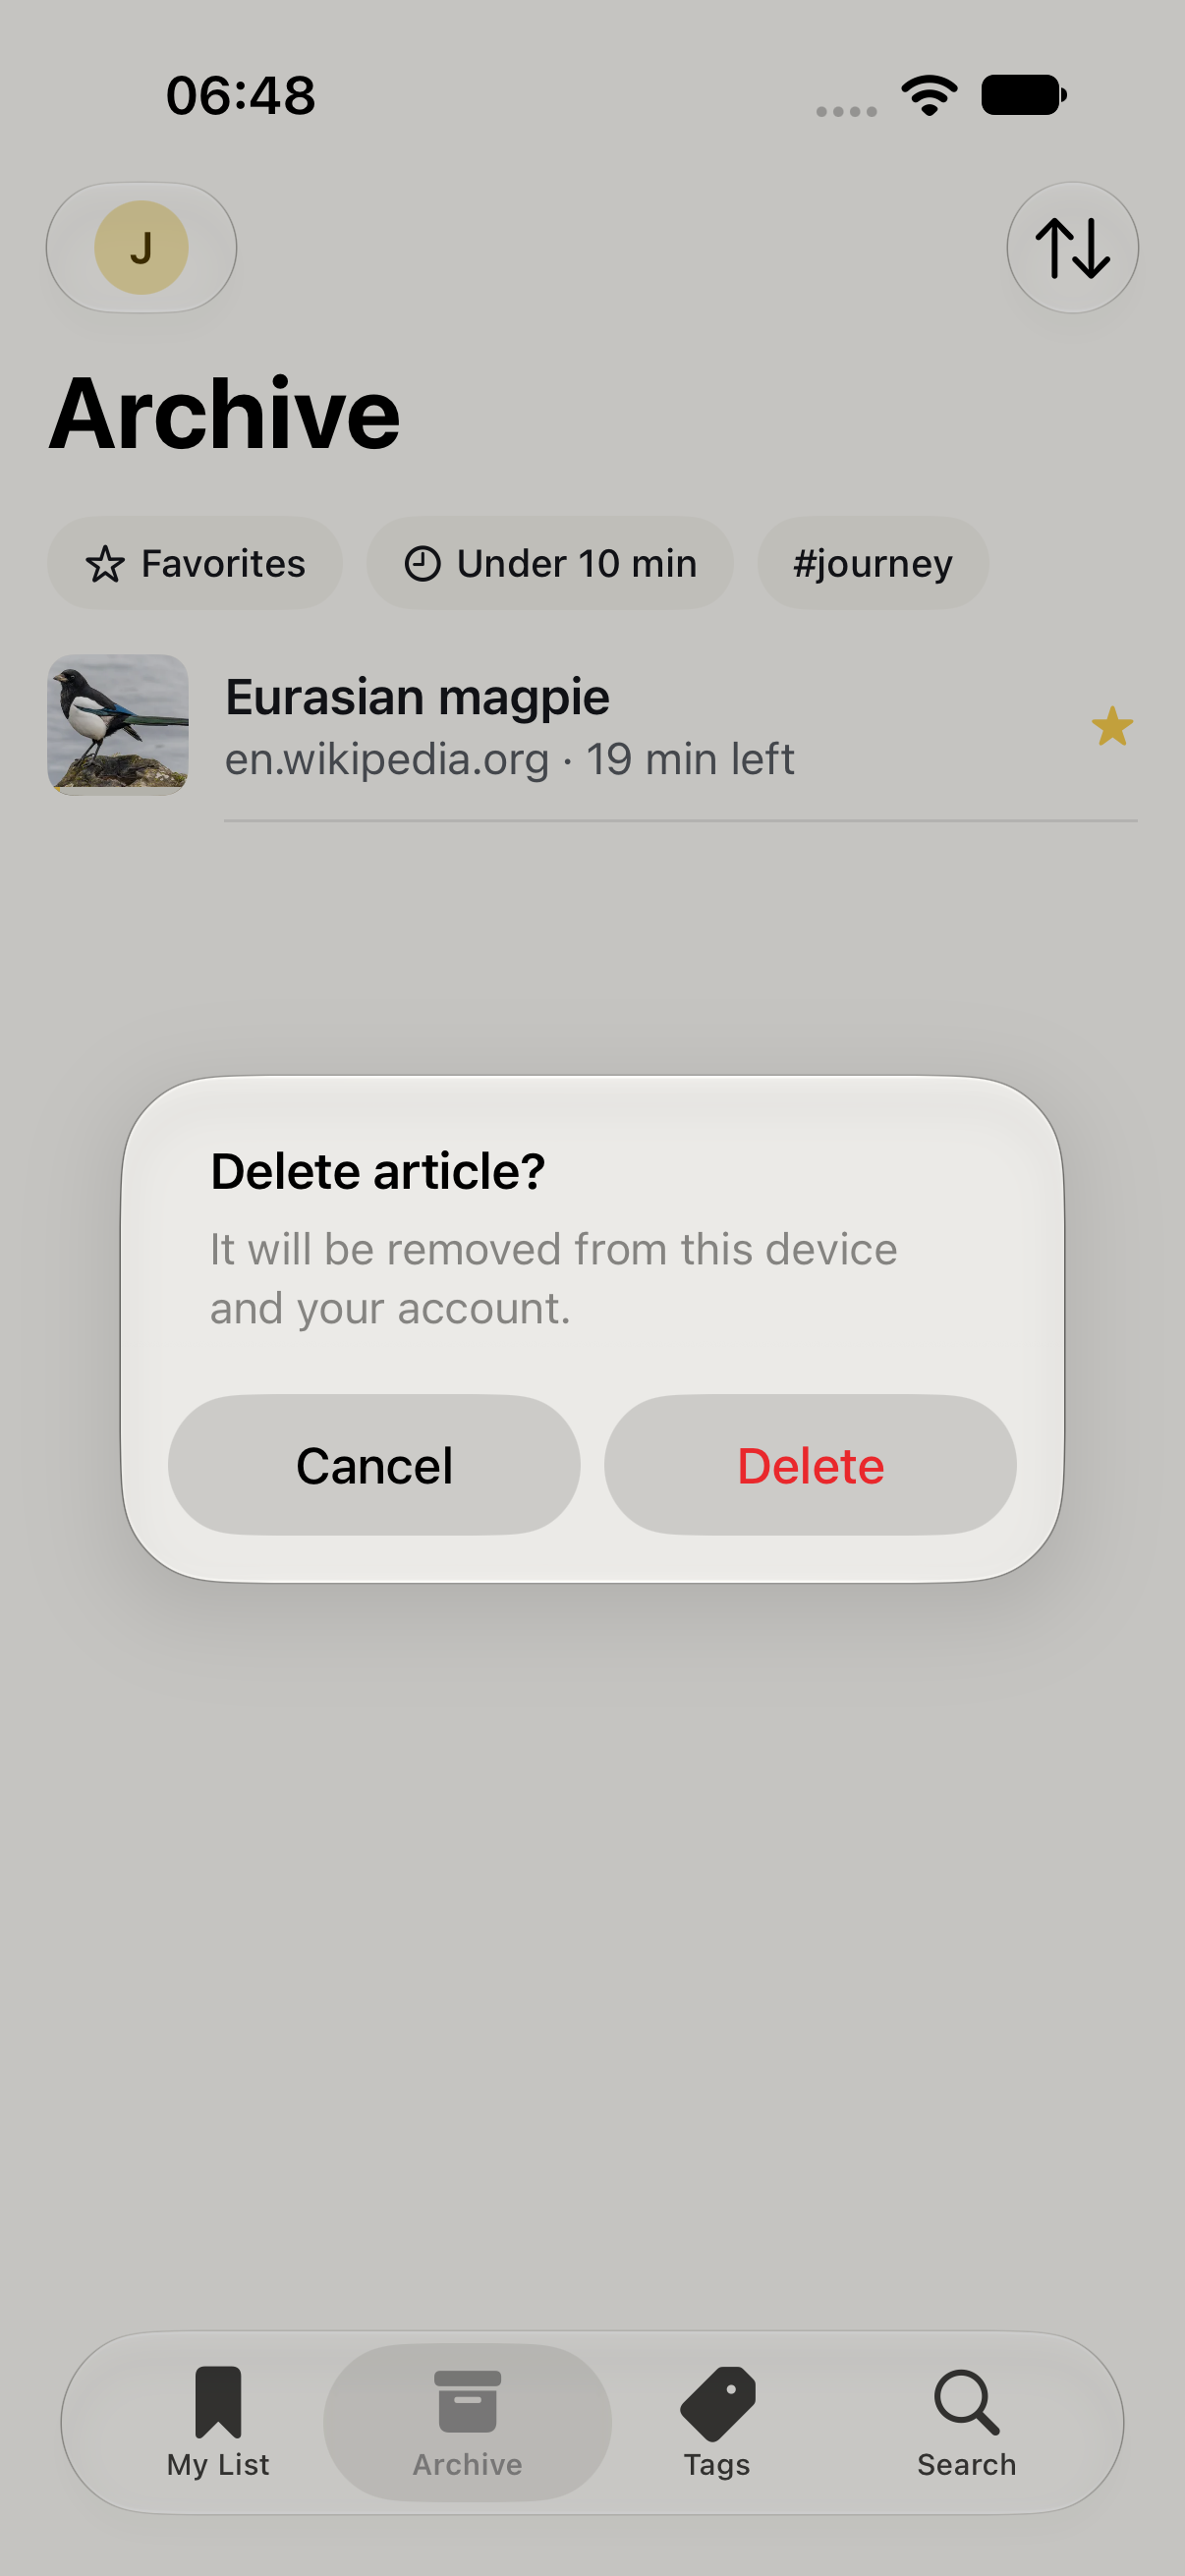 06:48
J
Archive
Favorites
Under 10 min
#journey
Eurasian magpie
en.wikipedia.org · 19 min left
Delete article?
It will be removed from this device
and your account.
Cancel
Delete
My List
Archive
Tags
Search